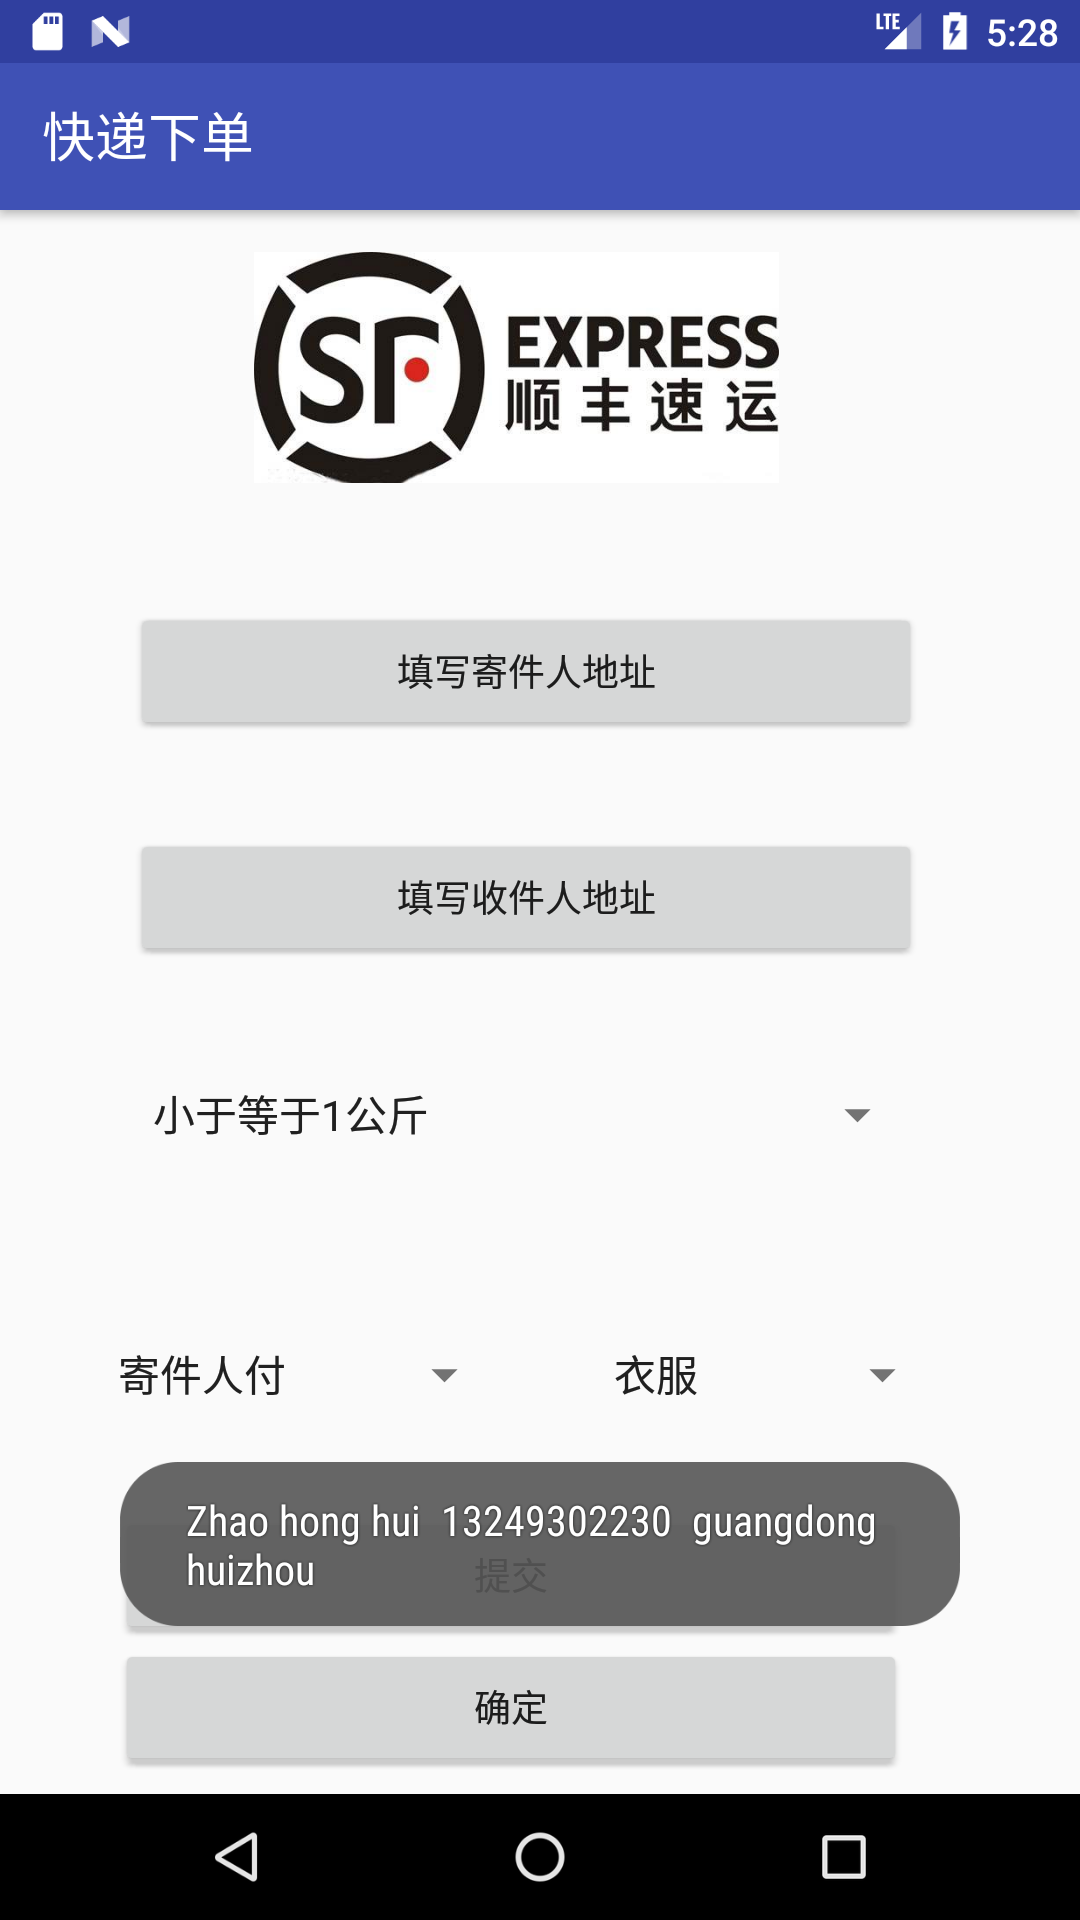 LTE 5:28
快递下单
SF EXPRESS
顺丰速运
填写寄件人地址
填写收件人地址
小于等于1公斤
寄件人付 衣服
Zhao hong hui 13249302230 guangdong
huizhou
提交
确定